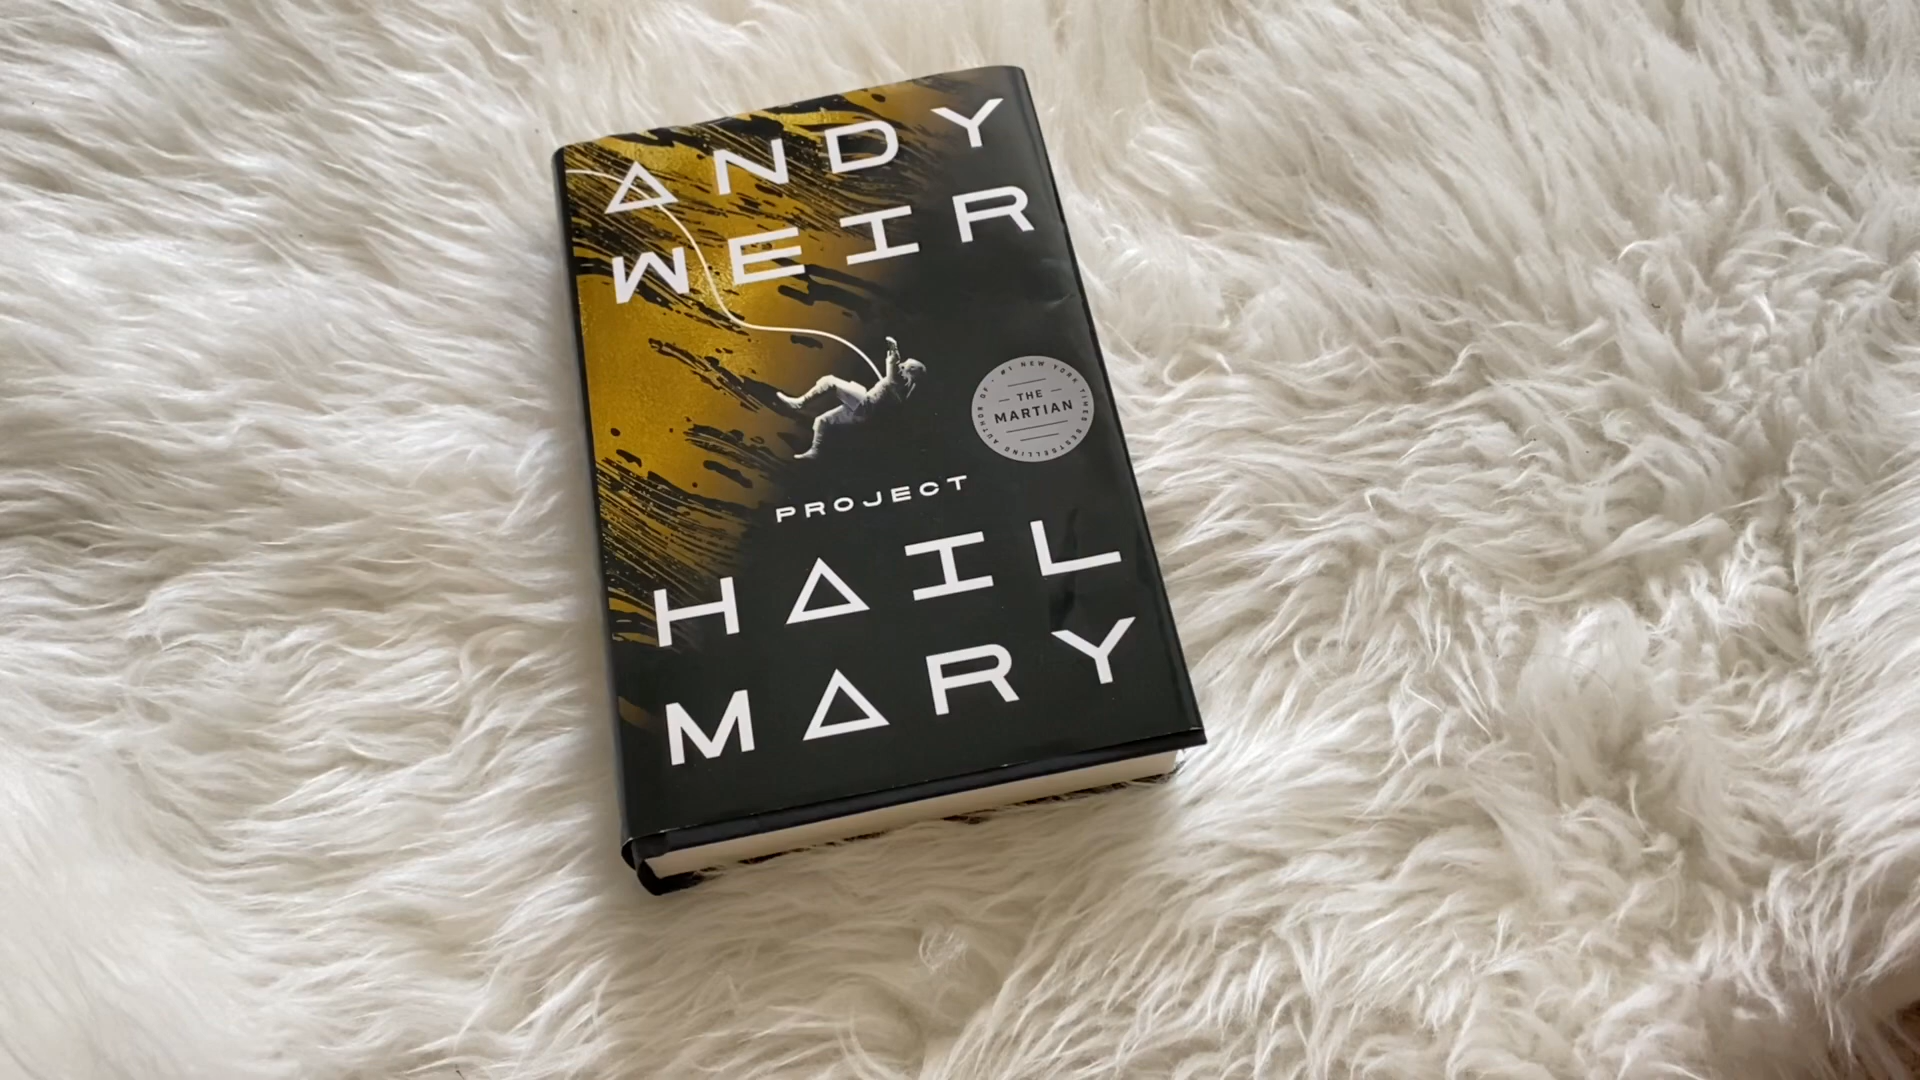 ANDY
WEIR
#1 NEW YORK TIMES BESTSELLING AUTHOR OF
THE
MARTIAN
PROJECT
HAIL
MARY